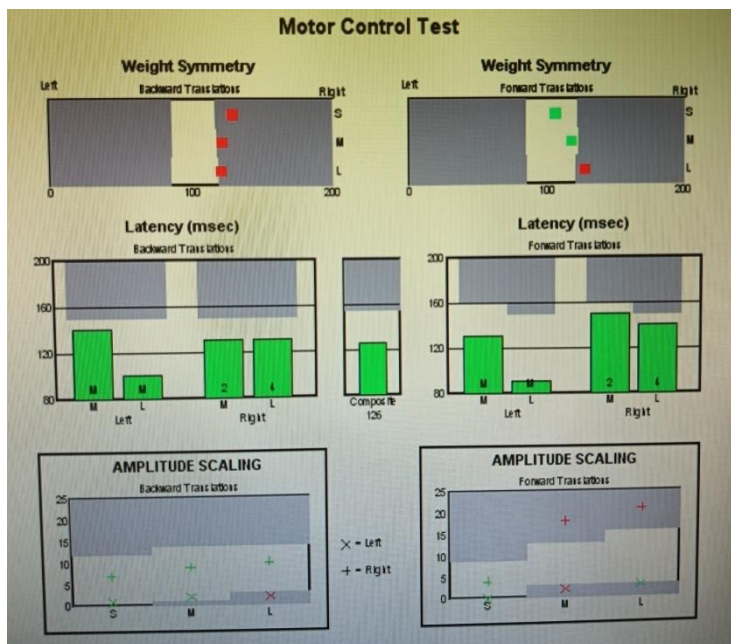 Motor Control Test
Weight Symmetry
Backward Translations
Left
Right
S
M
L
0 100 200
Weight Symmetry
Forward Translations
Left
Right
S
M
L
0 100 200
Latency (msec)
Backward Translations
200
160
120
80
M M 2 4
M L M L
Left Right
Composite
126
Latency (msec)
Forward Translations
200
160
120
80
M M 2 4
M L M L
Left Right
AMPLITUDE SCALING
Backward Translations
25
20
15
10
5
0
S M L
× - Left
+ - Right
AMPLITUDE SCALING
Forward Translations
25
20
15
10
5
0
S M L